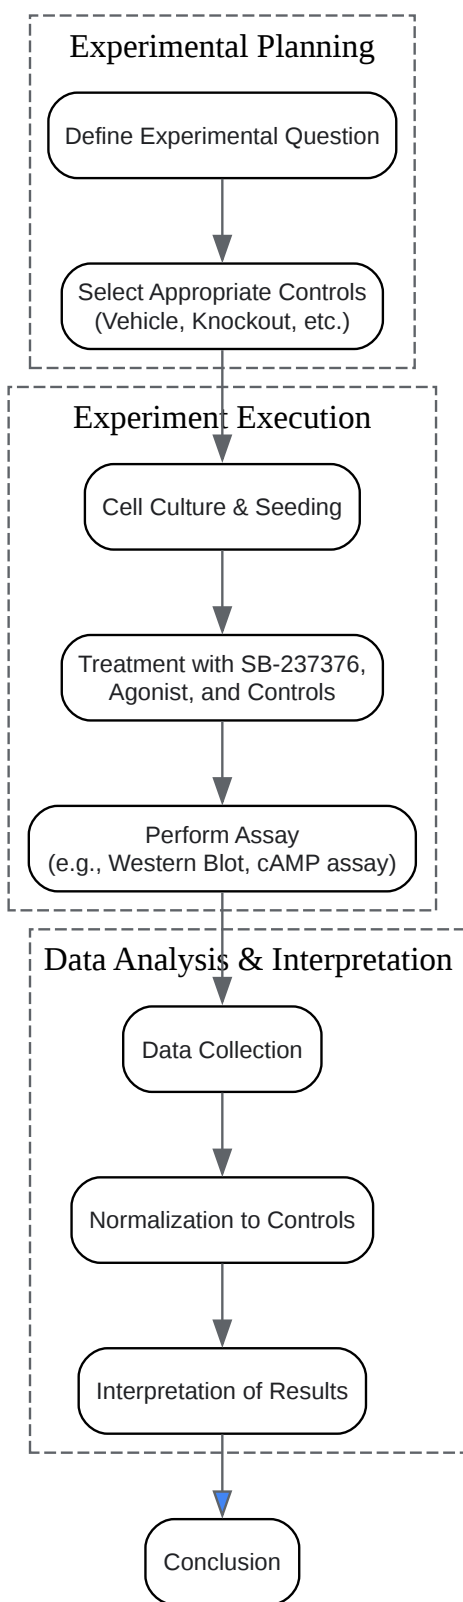 Experimental Planning
Define Experimental Question
Select Appropriate Controls
(Vehicle, Knockout, etc.)
Experiment Execution
Cell Culture & Seeding
Treatment with SB-237376,
Agonist, and Controls
Perform Assay
(e.g., Western Blot, cAMP assay)
Data Analysis & Interpretation
Data Collection
Normalization to Controls
Interpretation of Results
Conclusion